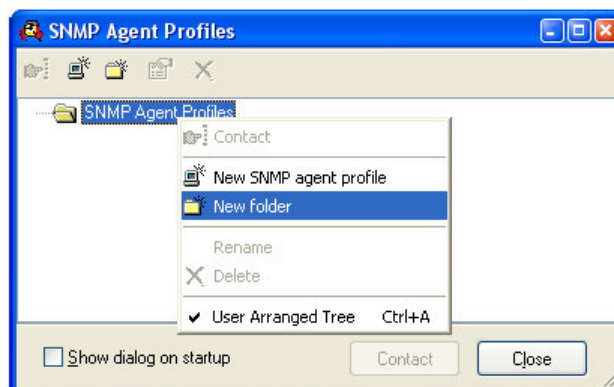 SNMP Agent Profiles
SNMP Agent Profiles
Contact
New SNMP agent profile
New folder
Rename
Delete
User Arranged Tree Ctrl+A
Show dialog on startup
Contact
Close